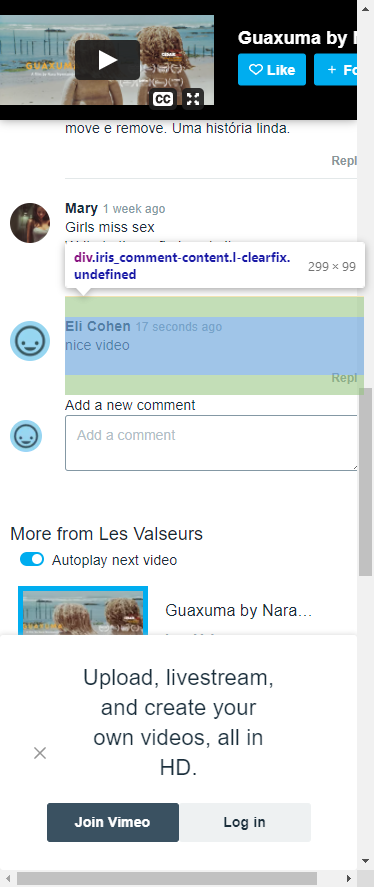 GUAXUMA
CC
Guaxuma by
Like
+ Fo
move e remove. Uma história linda.
Repl
Mary 1 week ago
Girls miss sex
div.iris_comment-content.l-clearfix.
undefined
299 × 99
Eli Cohen 17 seconds ago
nice video
Repl
Add a new comment
Add a comment
More from Les Valseurs
Autoplay next video
GUAXUMA
Guaxuma by Nara…
Upload, livestream,
and create your
own videos, all in
HD.
Join Vimeo
Log in